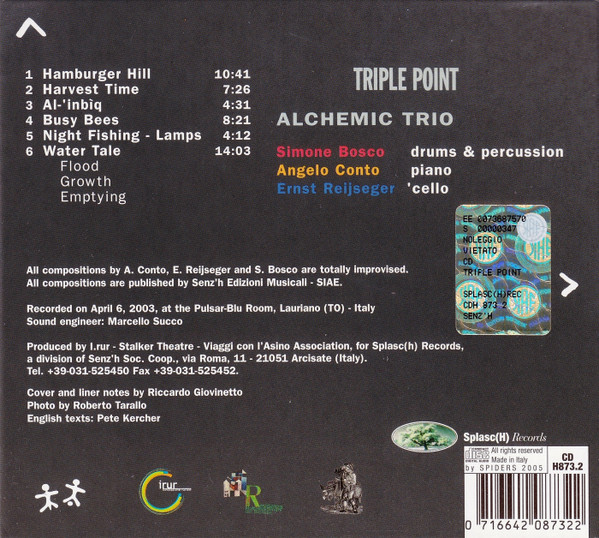 1 Hamburger Hill 10:41
2 Harvest Time 7:26
3 Al-'inbìq 4:31
4 Busy Bees 8:21
5 Night Fishing - Lamps 4:12
6 Water Tale 14:03
Flood
Growth
Emptying
TRIPLE POINT
ALCHEMIC TRIO
Simone Bosco drums & percussion
Angelo Conto piano
Ernst Reijseger 'cello
EE 0073687570
S 00000347
NOLEGGIO
VIETATO
CD
TRIPLE POINT
SPLASC(H)REC
CDH 873 2
SENZ'H
All compositions by A. Conto, E. Reijseger and S. Bosco are totally improvised.
All compositions are published by Senz'h Edizioni Musicali - SIAE.
Recorded on April 6, 2003, at the Pulsar-Blu Room, Lauriano (TO) - Italy
Sound engineer: Marcello Succo
Produced by I.rur - Stalker Theatre - Viaggi con l'Asino Association, for Splasc(h) Records,
a division of Senz'h Soc. Coop., via Roma, 11 - 21051 Arcisate (Italy).
Tel. +39-031-525450 Fax +39-031-525452.
Cover and liner notes by Riccardo Giovinetto
Photo by Roberto Tarallo
English texts: Pete Kercher
irur
Splasc(H) Records
COMPACT
disc
DIGITAL AUDIO
All rights reserved
Made in Italy
by SPIDERS 2005
CD
H873.2
0 716642 087322